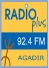 RADIO
plus
92.4 FM
AGADIR